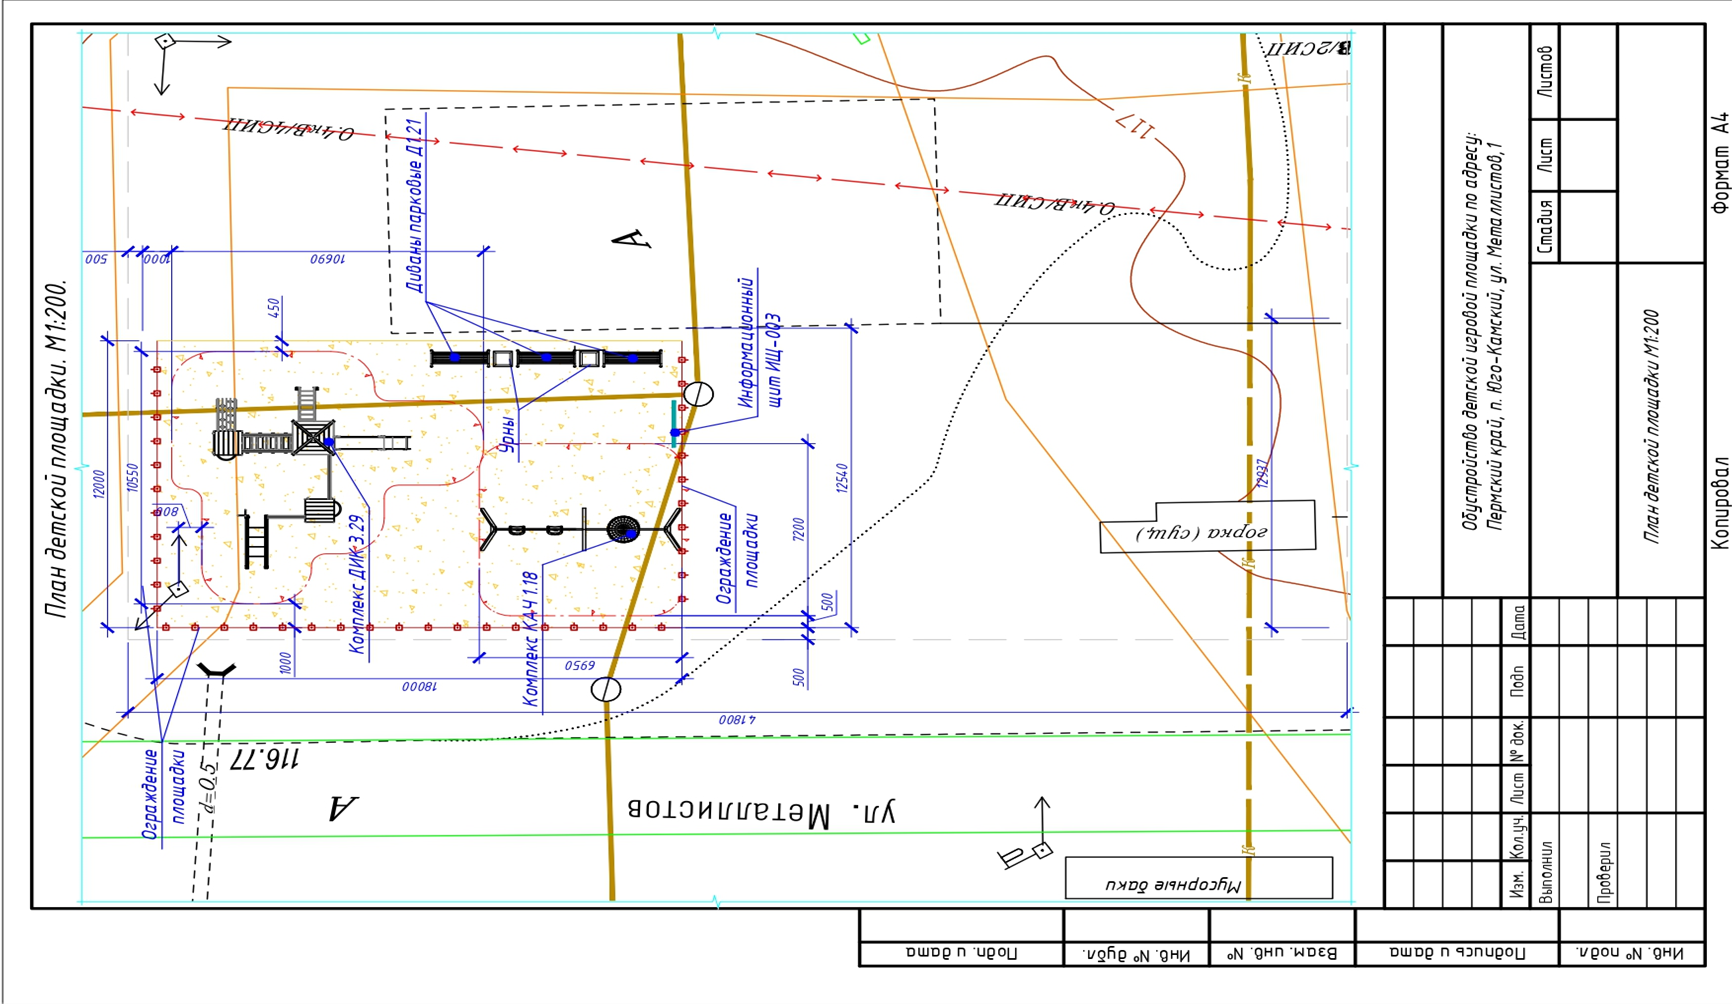 План детской площадки. М1:200.
В/2СИП
0.4кВ/4СИП
117
0.4кВ/СИП
А
Диваны парковые Д1.21
500
1000
10690
450
Информационный
щит ИЩ-003
Урны
12000
10550
800
Комплекс ДИК 3.29
Комплекс КАЧ 1.18
Ограждение
площадки
12540
7200
500
500
12937
горка (сущ.)
1000
6950
18000
41800
Ограждение
площадки
d=0.5
116.77
А
ул. Металлистов
Мусорные баки
К
К
К
Обустройство детской игровой площадки по адресу:
Пермский край, п. Юго-Камский, ул. Металлистов,1
Стадия
Лист
Листов
План детской площадки М1:200
Изм.
Кол.уч.
Лист
№ док.
Подп
Дата
Выполнил
Проверил
Копировал
Формат А4
Подп. и дата
Инв. № дубл.
Взам. инв. №
Подпись и дата
Инв. № подл.